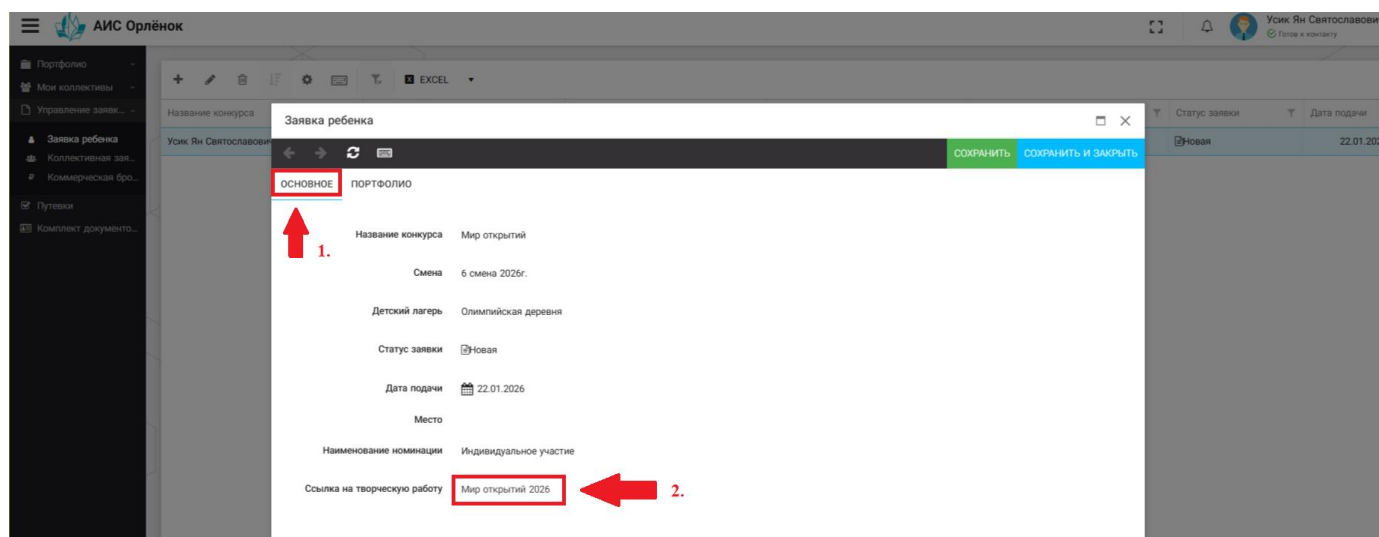 АИС Орлёнок
Усик Ян Святославови
Готов к контакту
Портфолио
Мои коллективы
Управление заявк...
Заявка ребенка
Коллективная зая...
Коммерческая бро...
Путевки
Комплект документо...
EXCEL
Название конкурса
Статус заявки
Дата подачи
Усик Ян Святославович
Новая
22.01.202
Заявка ребенка
СОХРАНИТЬ
СОХРАНИТЬ И ЗАКРЫТЬ
ОСНОВНОЕ
ПОРТФОЛИО
1.
Название конкурса Мир открытий
Смена 6 смена 2026г.
Детский лагерь Олимпийская деревня
Статус заявки Новая
Дата подачи 22.01.2026
Место
Наименование номинации Индивидуальное участие
Ссылка на творческую работу Мир открытий 2026
2.